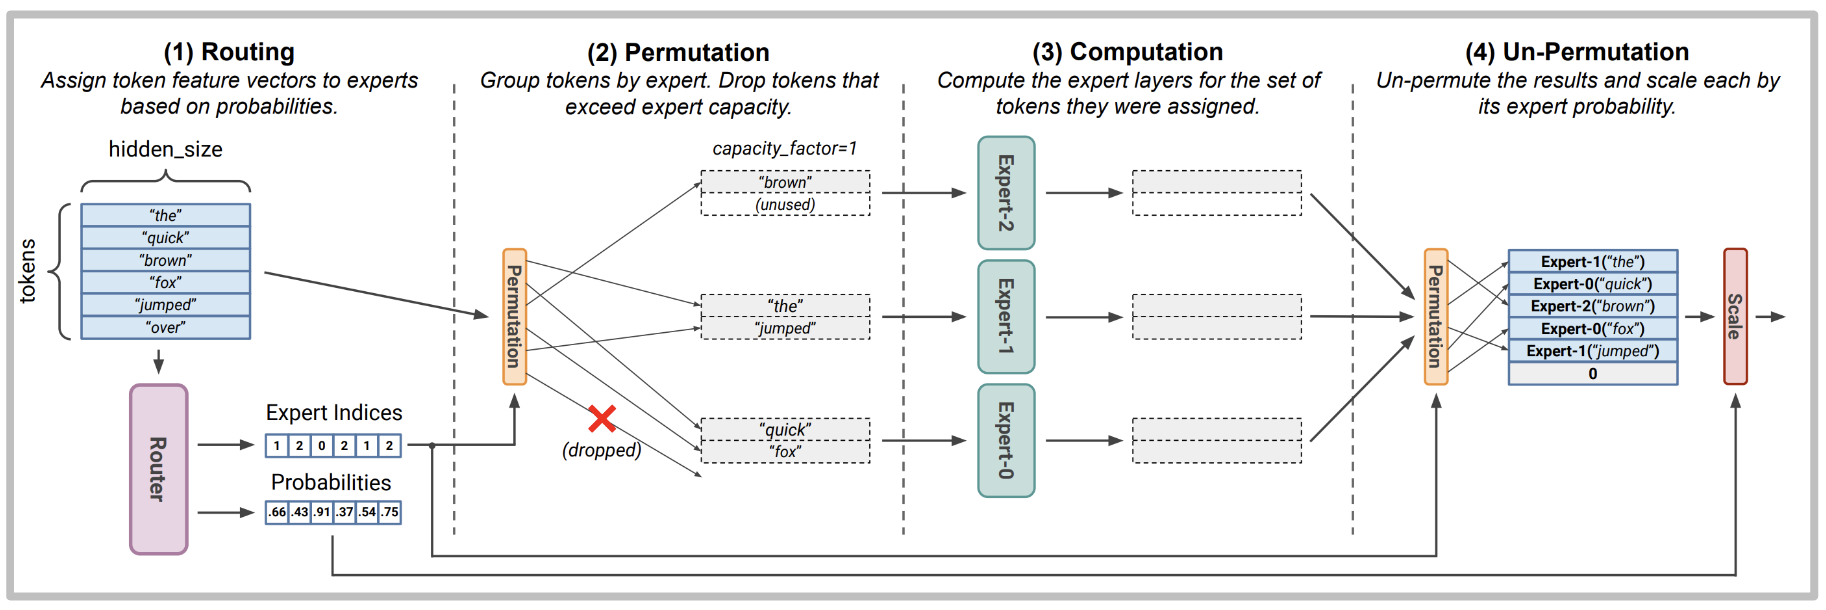 (1) Routing
Assign token feature vectors to experts
based on probabilities.
hidden_size
tokens
“the”
“quick”
“brown”
“fox”
“jumped”
“over”
Router
Expert Indices
1 2 0 2 1 2
Probabilities
.66 .43 .91 .37 .54 .75
(2) Permutation
Group tokens by expert. Drop tokens that
exceed expert capacity.
capacity_factor=1
Permutation
“brown”
(unused)
“the”
“jumped”
“quick”
“fox”
(dropped)
(3) Computation
Compute the expert layers for the set of
tokens they were assigned.
Expert-2
Expert-1
Expert-0
(4) Un-Permutation
Un-permute the results and scale each by
its expert probability.
Permutation
Expert-1(“the”)
Expert-0(“quick”)
Expert-2(“brown”)
Expert-0(“fox”)
Expert-1(“jumped”)
0
Scale